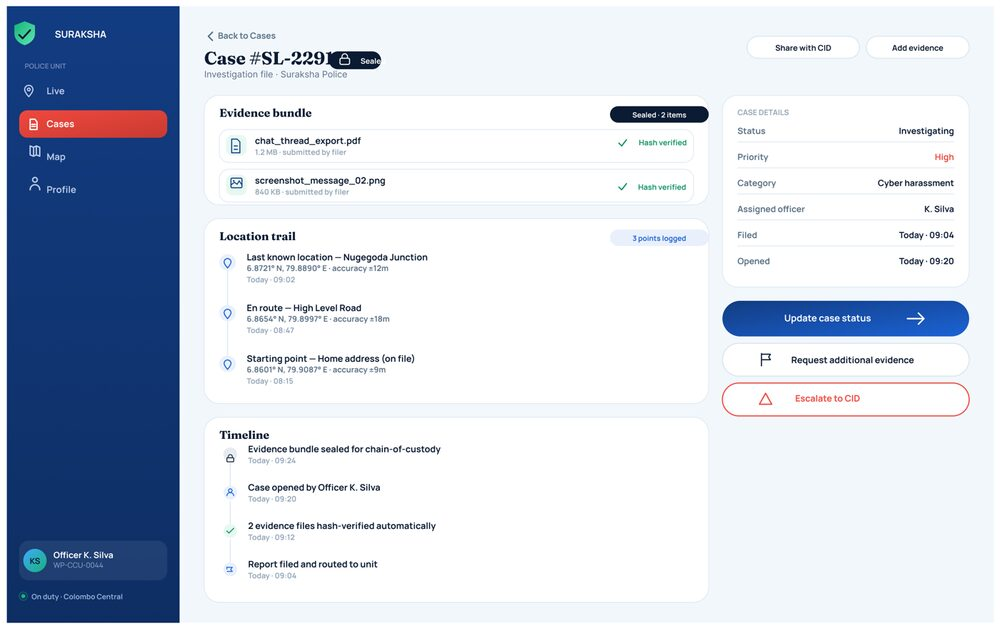 SURAKSHA
POLICE UNIT
Live
Cases
Map
Profile
KS
Officer K. Silva
WP-CCU-0044
On duty · Colombo Central
Back to Cases
Case #SL-2291
Seale
Investigation file · Suraksha Police
Share with CID
Add evidence
Evidence bundle
Sealed · 2 items
chat_thread_export.pdf
1.2 MB · submitted by filer
Hash verified
screenshot_message_02.png
840 KB · submitted by filer
Hash verified
Location trail
3 points logged
Last known location — Nugegoda Junction
6.8721° N, 79.8890° E · accuracy ±12m
Today · 09:02
En route — High Level Road
6.8654° N, 79.8997° E · accuracy ±18m
Today · 08:47
Starting point — Home address (on file)
6.8601° N, 79.9087° E · accuracy ±9m
Today · 08:15
Timeline
Evidence bundle sealed for chain-of-custody
Today · 09:24
Case opened by Officer K. Silva
Today · 09:20
2 evidence files hash-verified automatically
Today · 09:12
Report filed and routed to unit
Today · 09:04
CASE DETAILS
Status Investigating
Priority High
Category Cyber harassment
Assigned officer K. Silva
Filed Today · 09:04
Opened Today · 09:20
Update case status
Request additional evidence
Escalate to CID